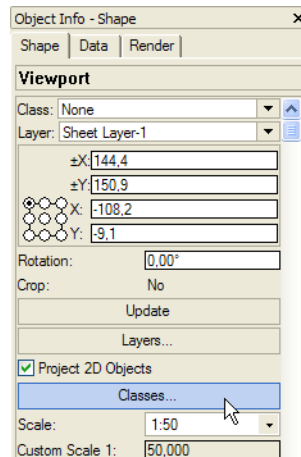 Object Info - Shape
Shape Data Render
Viewport
Class: None
Layer: Sheet Layer-1
±X: 144,4
±Y: 150,9
X: -108,2
Y: -9,1
Rotation: 0,00°
Crop: No
Update
Layers...
Project 2D Objects
Classes...
Scale: 1:50
Custom Scale 1: 50,000